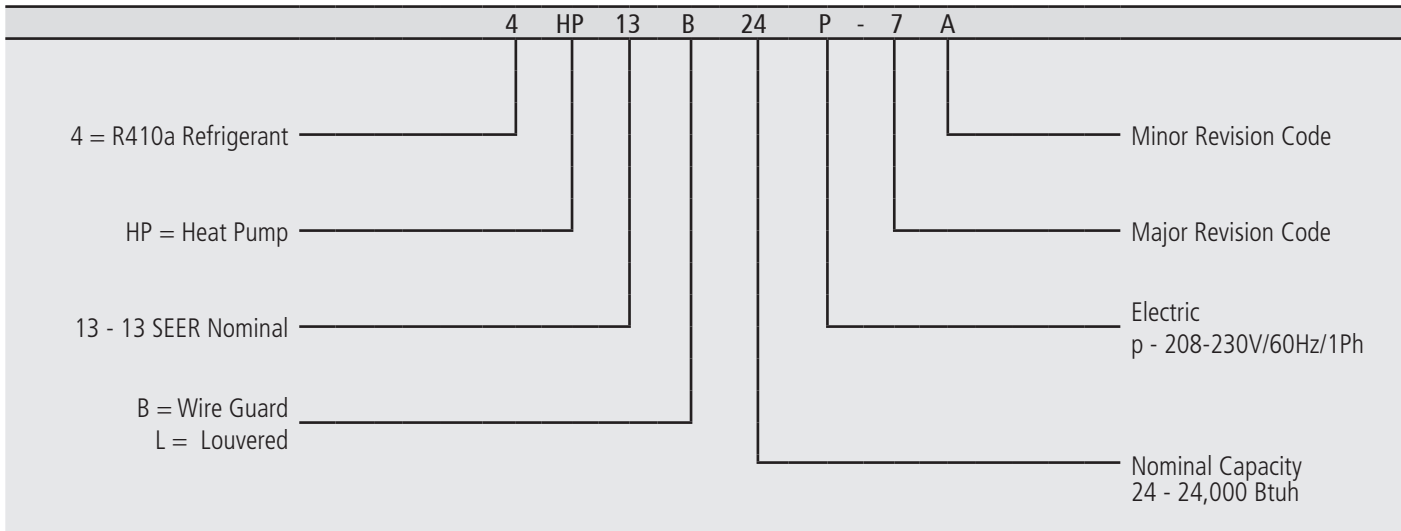 4 HP 13 B 24 P - 7 A
4 = R410a Refrigerant
HP = Heat Pump
13 - 13 SEER Nominal
B = Wire Guard
L = Louvered
Minor Revision Code
Major Revision Code
Electric
p - 208-230V/60Hz/1Ph
Nominal Capacity
24 - 24,000 Btuh